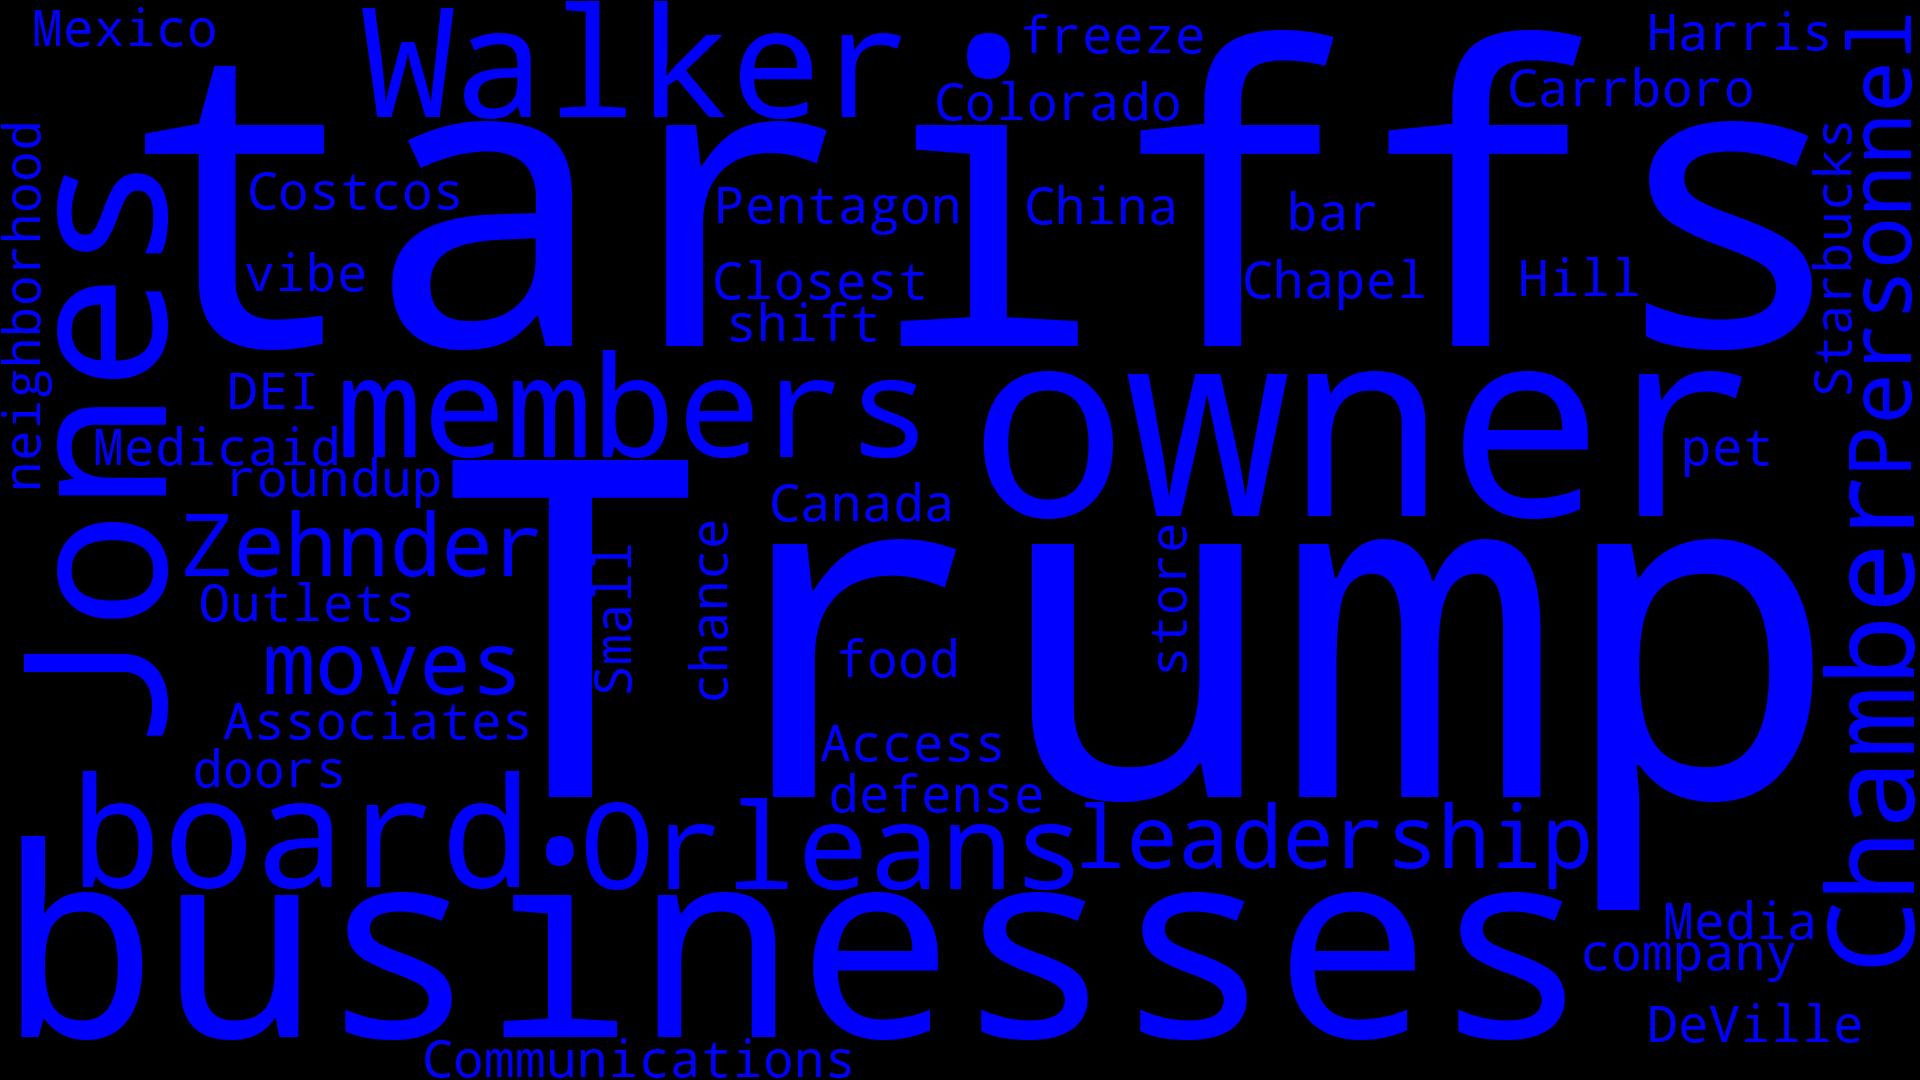 Mexico
Walker
freeze
Harris
Colorado
Carrboro
tariffs
Costcos
Pentagon
China
bar
vibe
Closest
Chapel
Hill
shift
neighborhood
Jones
Starbucks
Personnel
Chamber
DEI
members
owner
Medicaid
pet
roundup
Trump
Canada
Zehnder
Small
chance
store
Outlets
moves
food
Associates
Access
doors
defense
board
Orleans
leadership
businesses
Media
company
DeVille
Communications